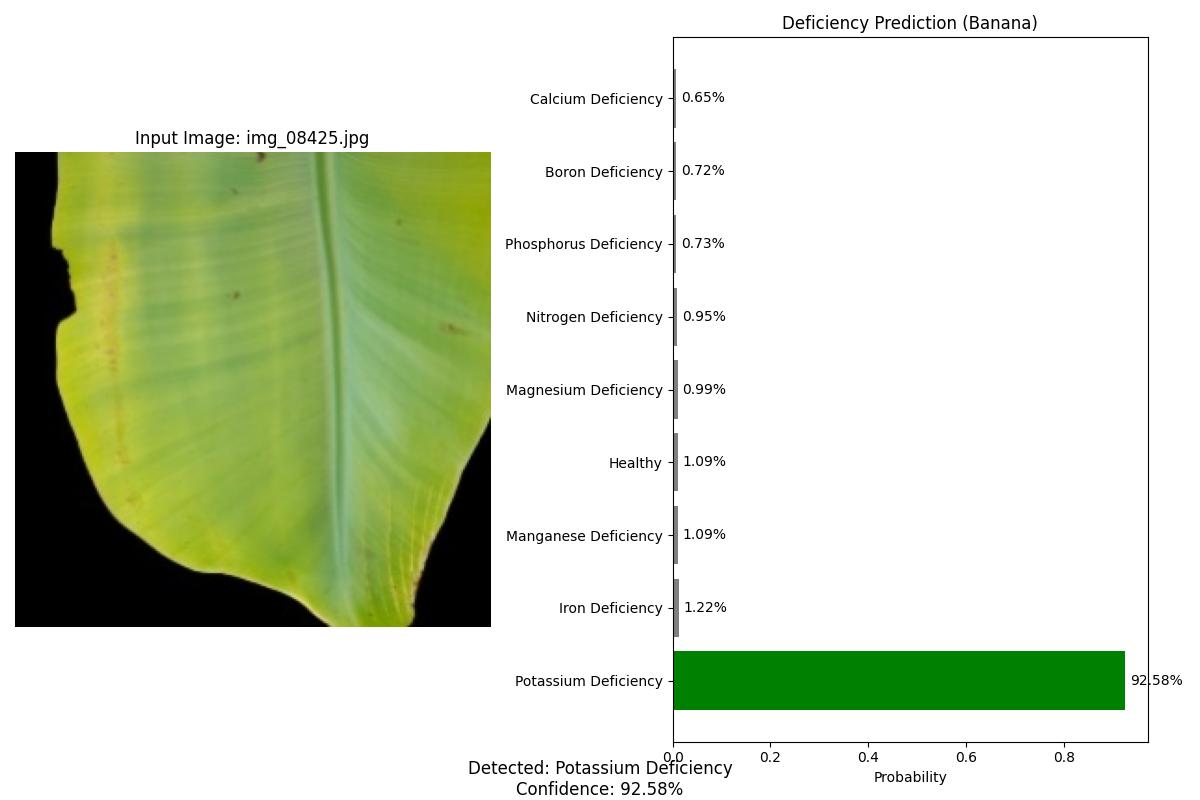 Deficiency Prediction (Banana)
Input Image: img_08425.jpg
Calcium Deficiency 0.65%
Boron Deficiency 0.72%
Phosphorus Deficiency 0.73%
Nitrogen Deficiency 0.95%
Magnesium Deficiency 0.99%
Healthy 1.09%
Manganese Deficiency 1.09%
Iron Deficiency 1.22%
Potassium Deficiency 92.58%
0.0 0.2 0.4 0.6 0.8
Probability
Detected: Potassium Deficiency
Confidence: 92.58%